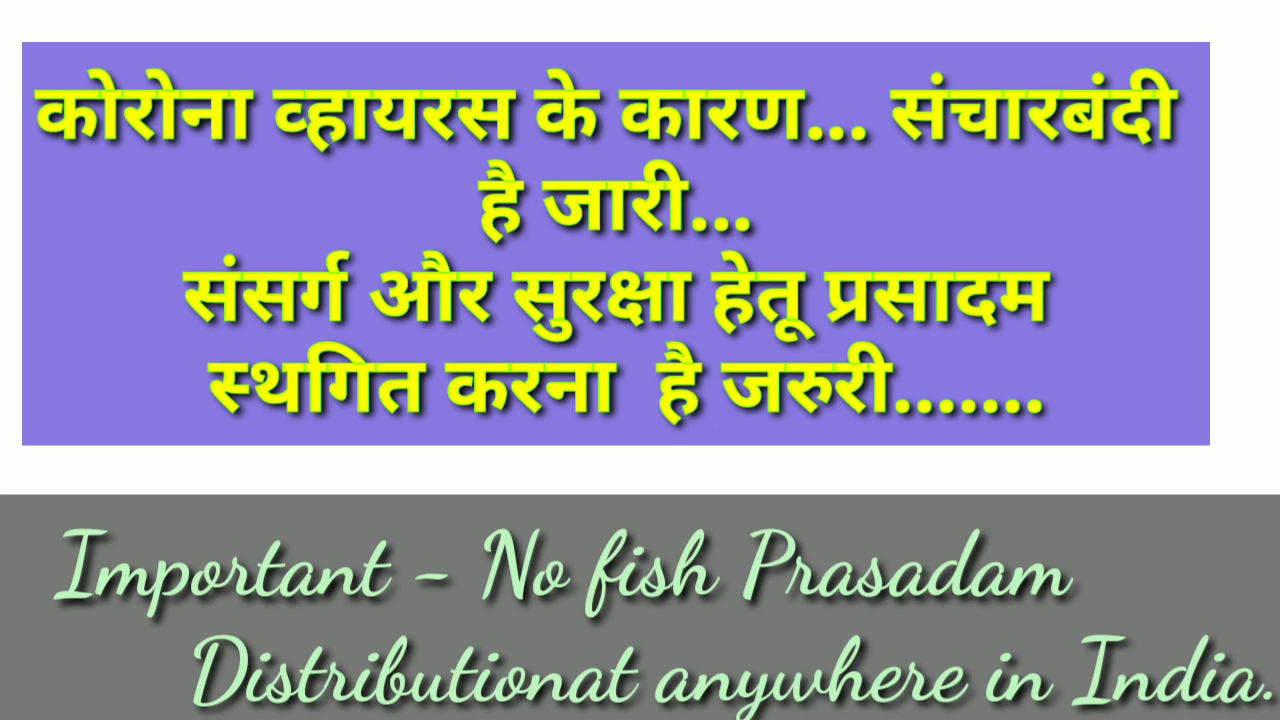 कोरोना व्हायरस के कारण... संचारबंदी
है जारी...
संसर्ग और सुरक्षा हेतू प्रसादम
स्थगित करना है जरुरी.......
Important - No fish Prasadam
Distributionat anywhere in India.